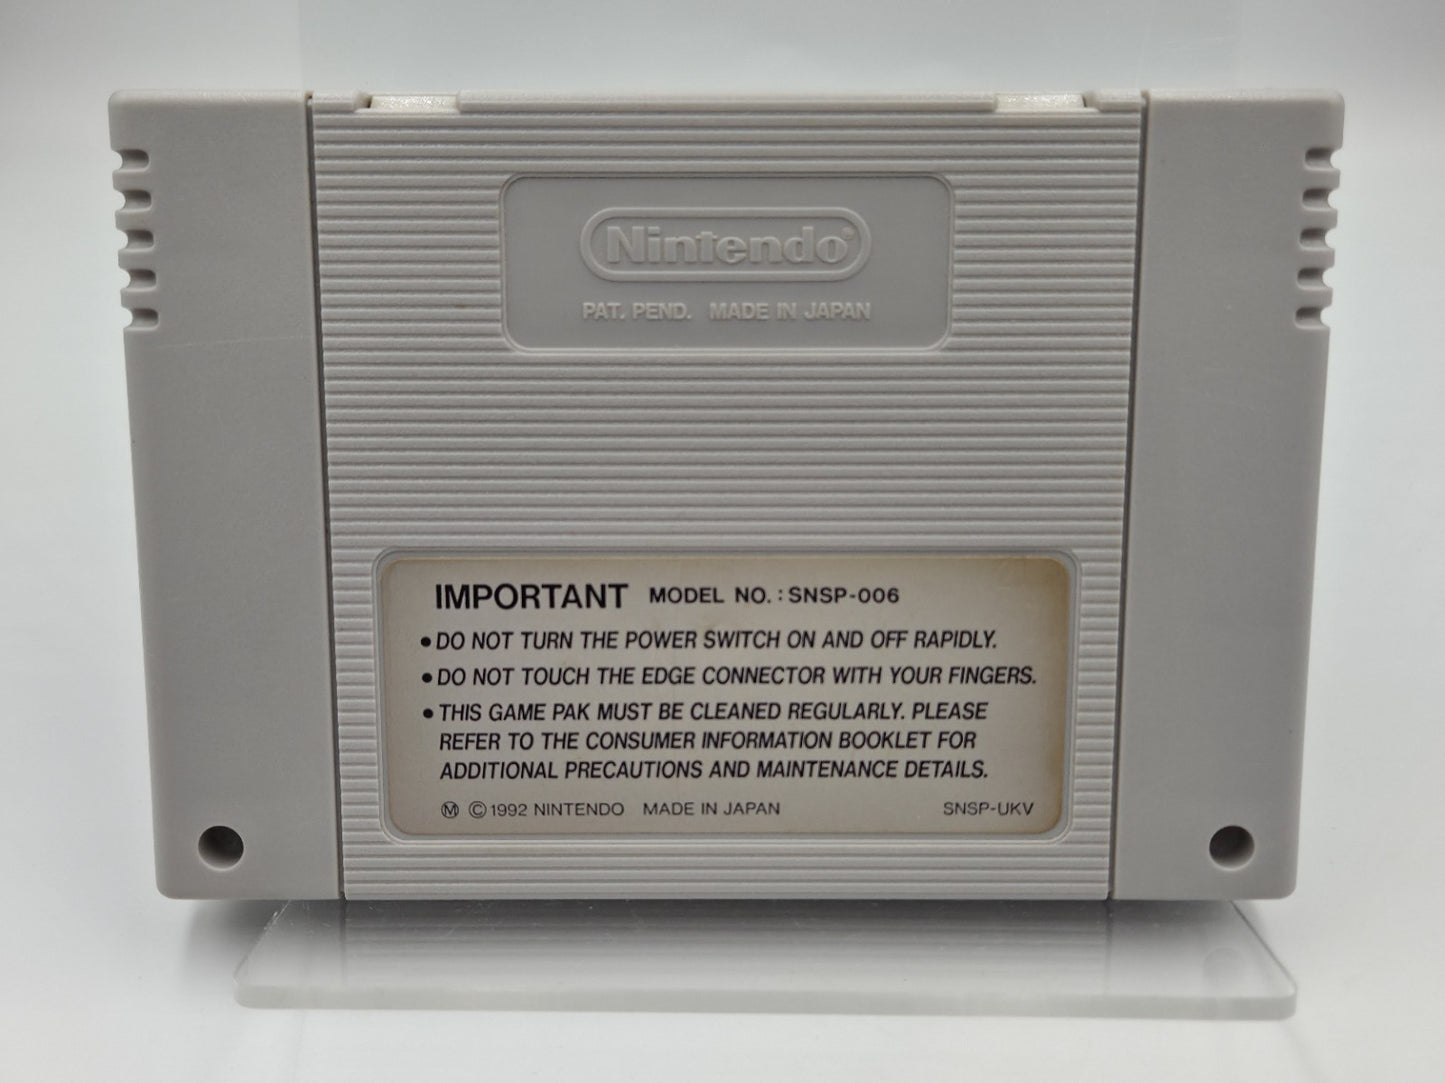 Nintendo®
PAT. PEND. MADE IN JAPAN
IMPORTANT MODEL NO. : SNSP-006
• DO NOT TURN THE POWER SWITCH ON AND OFF RAPIDLY.
• DO NOT TOUCH THE EDGE CONNECTOR WITH YOUR FINGERS.
• THIS GAME PAK MUST BE CLEANED REGULARLY. PLEASE
REFER TO THE CONSUMER INFORMATION BOOKLET FOR
ADDITIONAL PRECAUTIONS AND MAINTENANCE DETAILS.
Ⓜ © 1992 NINTENDO MADE IN JAPAN SNSP-UKV